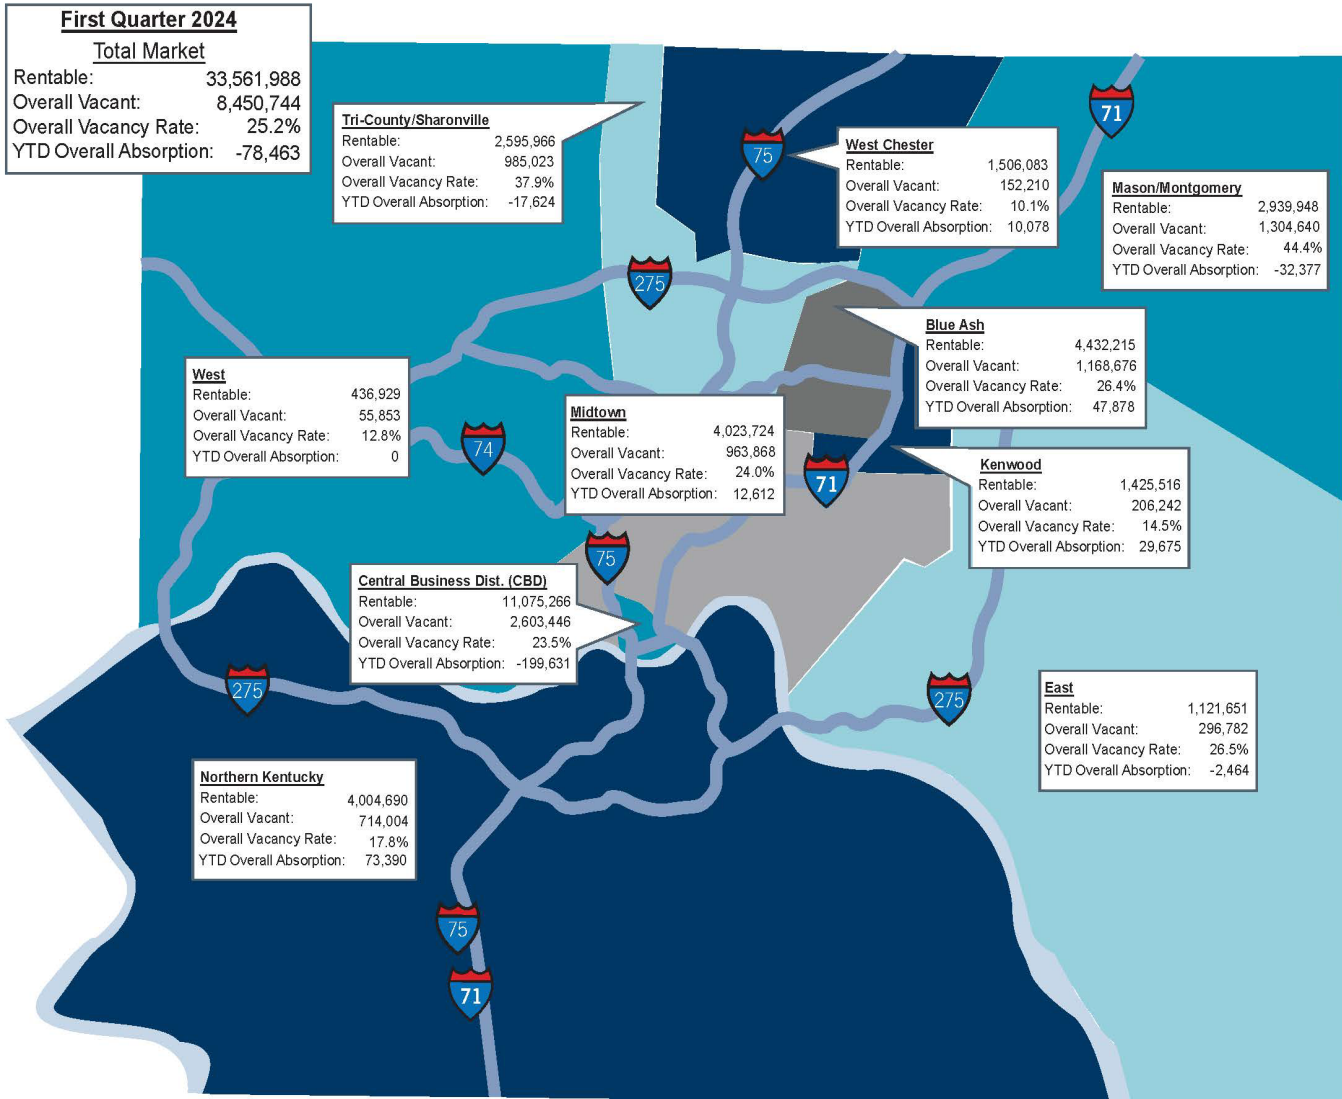 First Quarter 2024
Total Market
Rentable: 33,561,988
Overall Vacant: 8,450,744
Overall Vacancy Rate: 25.2%
YTD Overall Absorption: -78,463
71
Tri-County/Sharonville
Rentable: 2,595,966
Overall Vacant: 985,023
Overall Vacancy Rate: 37.9%
YTD Overall Absorption: -17,624
75
West Chester
Rentable: 1,506,083
Overall Vacant: 152,210
Overall Vacancy Rate: 10.1%
YTD Overall Absorption: 10,078
Mason/Montgomery
Rentable: 2,939,948
Overall Vacant: 1,304,640
Overall Vacancy Rate: 44.4%
YTD Overall Absorption: -32,377
275
Blue Ash
Rentable: 4,432,215
Overall Vacant: 1,168,676
Overall Vacancy Rate: 26.4%
YTD Overall Absorption: 47,878
West
Rentable: 436,929
Overall Vacant: 55,853
Overall Vacancy Rate: 12.8%
YTD Overall Absorption: 0
74
Midtown
Rentable: 4,023,724
Overall Vacant: 963,868
Overall Vacancy Rate: 24.0%
YTD Overall Absorption: 12,612
71
Kenwood
Rentable: 1,425,516
Overall Vacant: 206,242
Overall Vacancy Rate: 14.5%
YTD Overall Absorption: 29,675
75
Central Business Dist. (CBD)
Rentable: 11,075,266
Overall Vacant: 2,603,446
Overall Vacancy Rate: 23.5%
YTD Overall Absorption: -199,631
275
275
East
Rentable: 1,121,651
Overall Vacant: 296,782
Overall Vacancy Rate: 26.5%
YTD Overall Absorption: -2,464
Northern Kentucky
Rentable: 4,004,690
Overall Vacant: 714,004
Overall Vacancy Rate: 17.8%
YTD Overall Absorption: 73,390
75
71